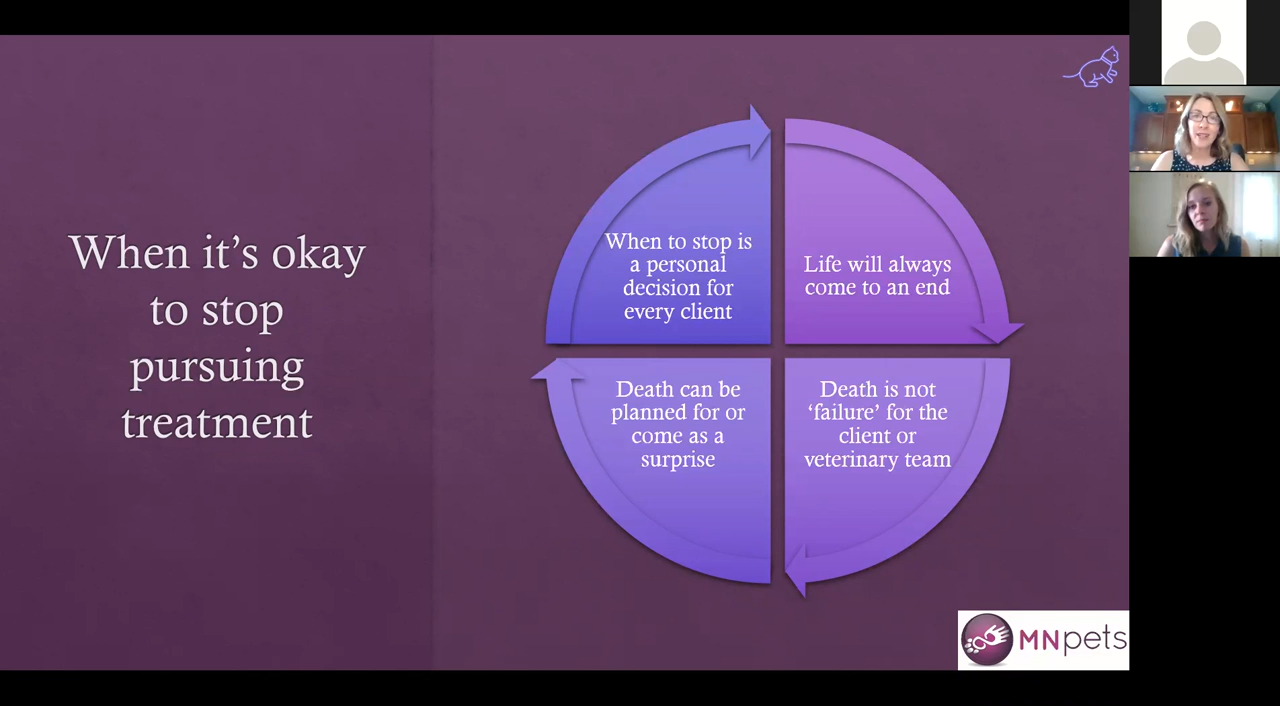 When it’s okay
to stop
pursuing
treatment
When to stop is
a personal
decision for
every client
Life will always
come to an end
Death can be
planned for or
come as a
surprise
Death is not
‘failure’ for the
client or
veterinary team
MNpets